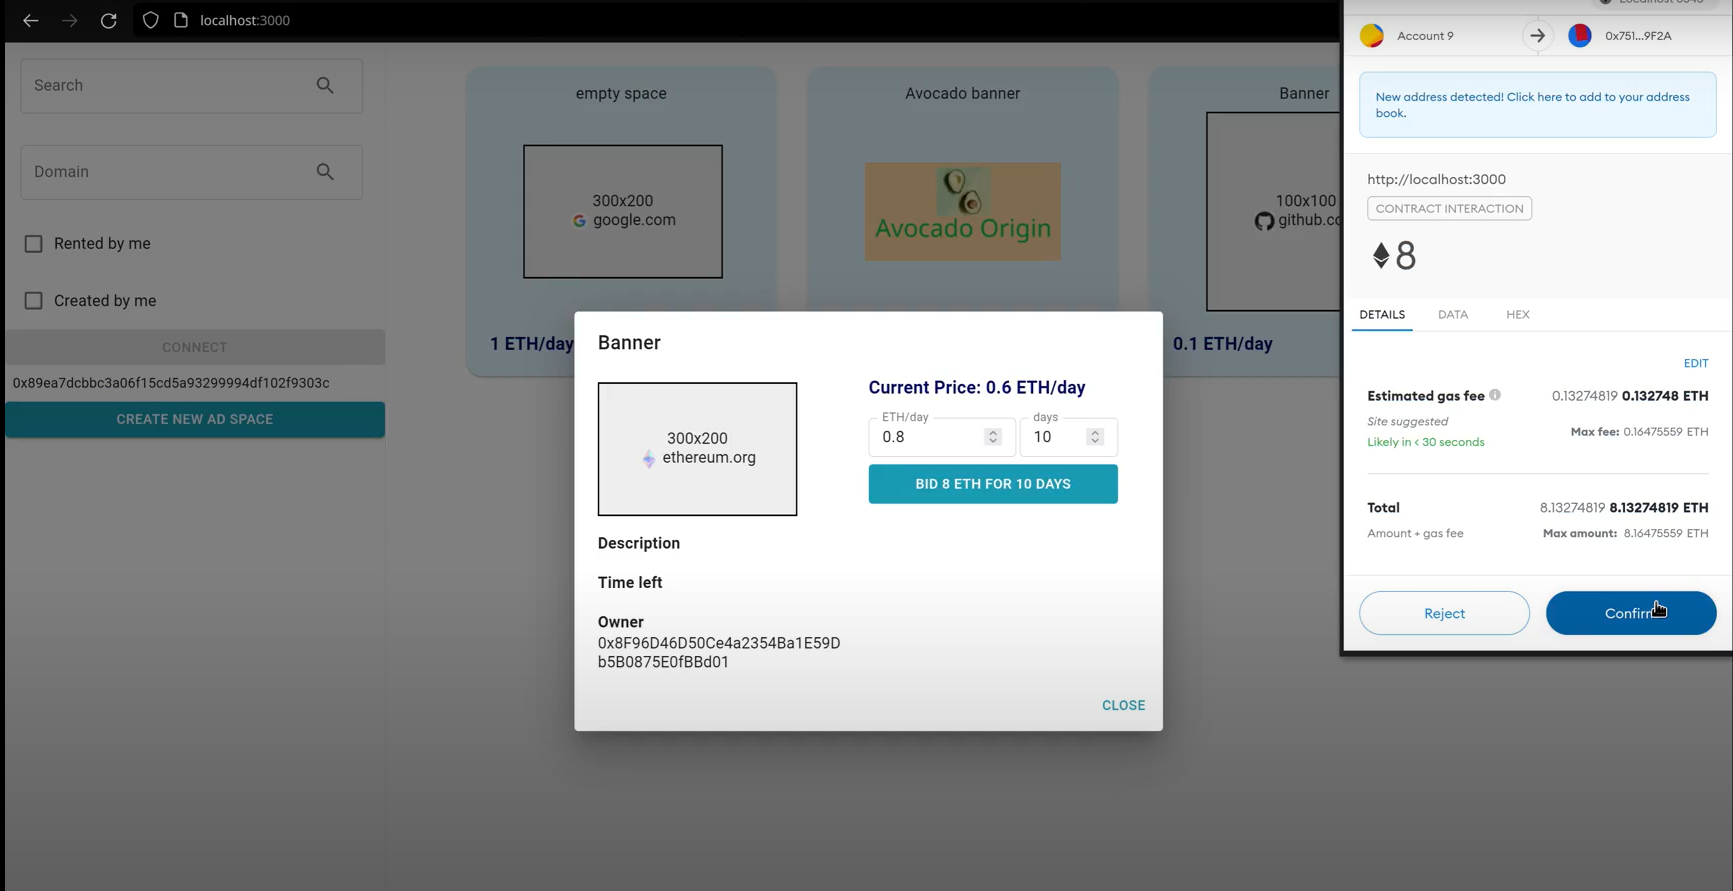 localhost:3000
Search
Domain
Rented by me
Created by me
CONNECT
0x89ea7dcbbc3a06f15cd5a93299994df102f9303c
CREATE NEW AD SPACE
empty space
300x200
google.com
1 ETH/day
Avocado banner
Avocado Origin
Banner
100x100
github.co
0.1 ETH/day
Banner
300x200
ethereum.org
Current Price: 0.6 ETH/day
ETH/day
0.8
days
10
BID 8 ETH FOR 10 DAYS
Description
Time left
Owner
0x8F96D46D50Ce4a2354Ba1E59D
b5B0875E0fBBd01
CLOSE
Account 9
0x751...9F2A
New address detected! Click here to add to your address
book.
http://localhost:3000
CONTRACT INTERACTION
8
DETAILS DATA HEX
EDIT
Estimated gas fee 0.13274819 0.132748 ETH
Site suggested
Likely in < 30 seconds
Max fee: 0.16475559 ETH
Total 8.13274819 8.13274819 ETH
Amount + gas fee Max amount: 8.16475559 ETH
Reject
Confirm